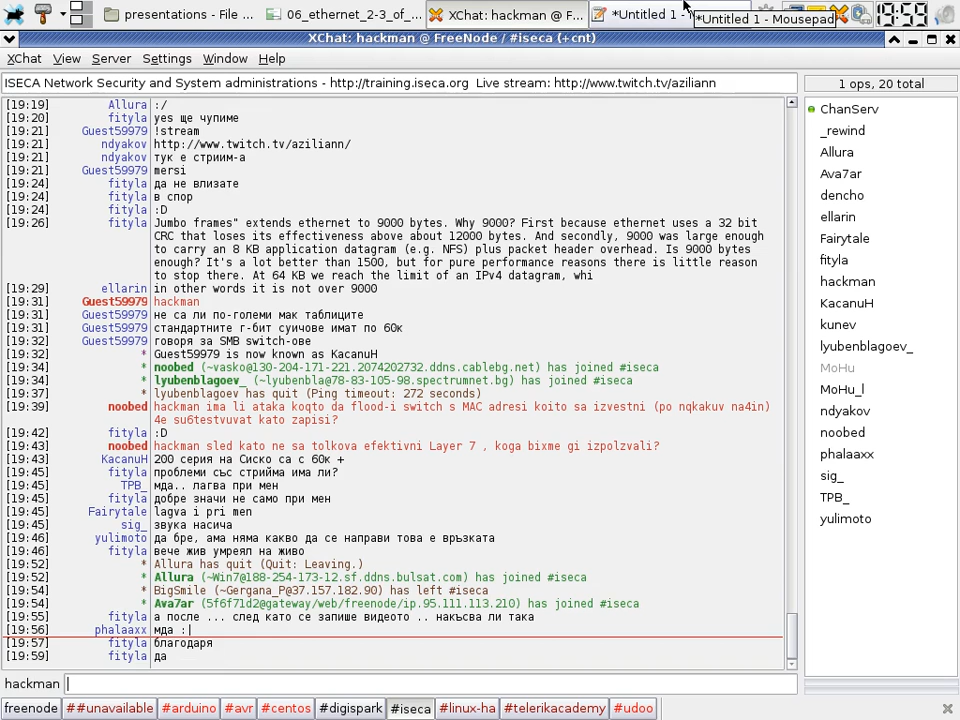 presentations - File ...
06_ethernet_2-3_of_...
XChat: hackman @ F...
*Untitled 1 -
*Untitled 1 - Mousepad
19:59
XChat: hackman @ FreeNode / #iseca (+cnt)
XChat View Server Settings Window Help
ISECA Network Security and System administrations - http://training.iseca.org Live stream: http://www.twitch.tv/aziliann
1 ops, 20 total
[19:19] Allura :/
[19:20] fityla yes ще чупиме
[19:21] Guest59979 !stream
[19:21] ndyakov http://www.twitch.tv/aziliann/
[19:21] ndyakov тук е стриим-а
[19:21] Guest59979 mersi
[19:24] fityla да не влизате
[19:24] fityla в спор
[19:24] fityla :D
[19:26] fityla Jumbo frames" extends ethernet to 9000 bytes. Why 9000? First because ethernet uses a 32 bit
CRC that loses its effectiveness above about 12000 bytes. And secondly, 9000 was large enough
to carry an 8 KB application datagram (e.g. NFS) plus packet header overhead. Is 9000 bytes
enough? It's a lot better than 1500, but for pure performance reasons there is little reason
to stop there. At 64 KB we reach the limit of an IPv4 datagram, whi
[19:29] ellarin in other words it is not over 9000
[19:31] Guest59979 hackman
[19:31] Guest59979 не са ли по-големи мак таблиците
[19:31] Guest59979 стандартните г-бит суичове имат по 60к
[19:32] Guest59979 говоря за SMB switch-ове
[19:32] * Guest59979 is now known as KacanuH
[19:34] * noobed (~vasko@130-204-171-221.2074202732.ddns.cablebg.net) has joined #iseca
[19:34] * lyubenblagoev_ (~lyubenbla@78-83-105-98.spectrumnet.bg) has joined #iseca
[19:37] * lyubenblagoev has quit (Ping timeout: 272 seconds)
[19:39] noobed hackman ima li ataka koqto da flood-i switch s MAC adresi koito sa izvestni (po nqkakuv na4in)
4e su6testvuvat kato zapisi?
[19:42] fityla :D
[19:43] noobed hackman sled kato ne sa tolkova efektivni Layer 7 , koga bixme gi izpolzvali?
[19:43] KacanuH 200 серия на Сиско са с 60к +
[19:45] fityla проблеми със стрийма има ли?
[19:45] TPB_ мда.. лагва при мен
[19:45] fityla добре значи не само при мен
[19:45] Fairytale lagva i pri men
[19:45] sig_ звука насича
[19:46] yulimoto да бре, ама няма какво да се направи това е връзката
[19:46] fityla вече жив умреял на живо
[19:52] * Allura has quit (Quit: Leaving.)
[19:52] * Allura (~Win7@188-254-173-12.sf.ddns.bulsat.com) has joined #iseca
[19:54] * BigSmile (~Gergana_P@37.157.182.90) has left #iseca
[19:54] * Ava7ar (5f6f71d2@gateway/web/freenode/ip.95.111.113.210) has joined #iseca
[19:55] fityla а после ... след като се запише видеото .. накъсва ли така
[19:56] phalaaxx мда :|
[19:57] fityla благодаря
[19:59] fityla да
ChanServ
_rewind
Allura
Ava7ar
dencho
ellarin
Fairytale
fityla
hackman
KacanuH
kunev
lyubenblagoev_
MoHu
MoHu_l
ndyakov
noobed
phalaaxx
sig_
TPB_
yulimoto
hackman
freenode ##unavailable #arduino #avr #centos #digispark #iseca #linux-ha #telerikacademy #udoo